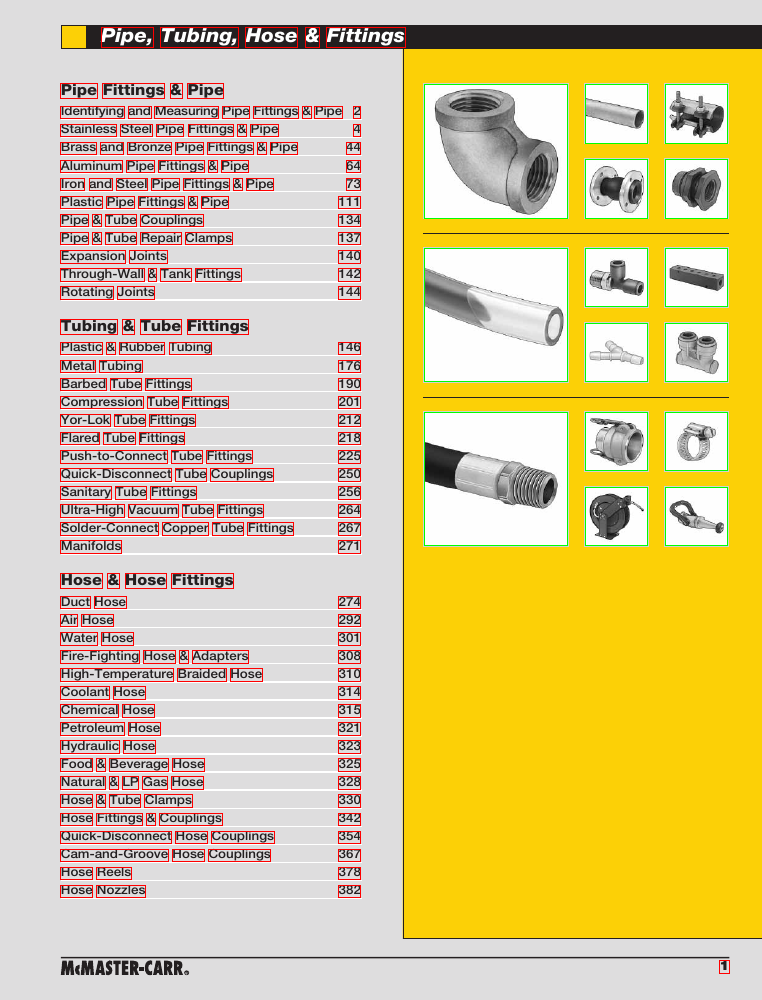 Pipe, Tubing, Hose & Fittings
Pipe Fittings & Pipe
Identifying and Measuring Pipe Fittings & Pipe 2
Stainless Steel Pipe Fittings & Pipe 4
Brass and Bronze Pipe Fittings & Pipe 44
Aluminum Pipe Fittings & Pipe 64
Iron and Steel Pipe Fittings & Pipe 73
Plastic Pipe Fittings & Pipe 111
Pipe & Tube Couplings 134
Pipe & Tube Repair Clamps 137
Expansion Joints 140
Through-Wall & Tank Fittings 142
Rotating Joints 144
Tubing & Tube Fittings
Plastic & Rubber Tubing 146
Metal Tubing 176
Barbed Tube Fittings 190
Compression Tube Fittings 201
Yor-Lok Tube Fittings 212
Flared Tube Fittings 218
Push-to-Connect Tube Fittings 225
Quick-Disconnect Tube Couplings 250
Sanitary Tube Fittings 256
Ultra-High Vacuum Tube Fittings 264
Solder-Connect Copper Tube Fittings 267
Manifolds 271
Hose & Hose Fittings
Duct Hose 274
Air Hose 292
Water Hose 301
Fire-Fighting Hose & Adapters 308
High-Temperature Braided Hose 310
Coolant Hose 314
Chemical Hose 315
Petroleum Hose 321
Hydraulic Hose 323
Food & Beverage Hose 325
Natural & LP Gas Hose 328
Hose & Tube Clamps 330
Hose Fittings & Couplings 342
Quick-Disconnect Hose Couplings 354
Cam-and-Groove Hose Couplings 367
Hose Reels 378
Hose Nozzles 382
McMASTER-CARR®
1